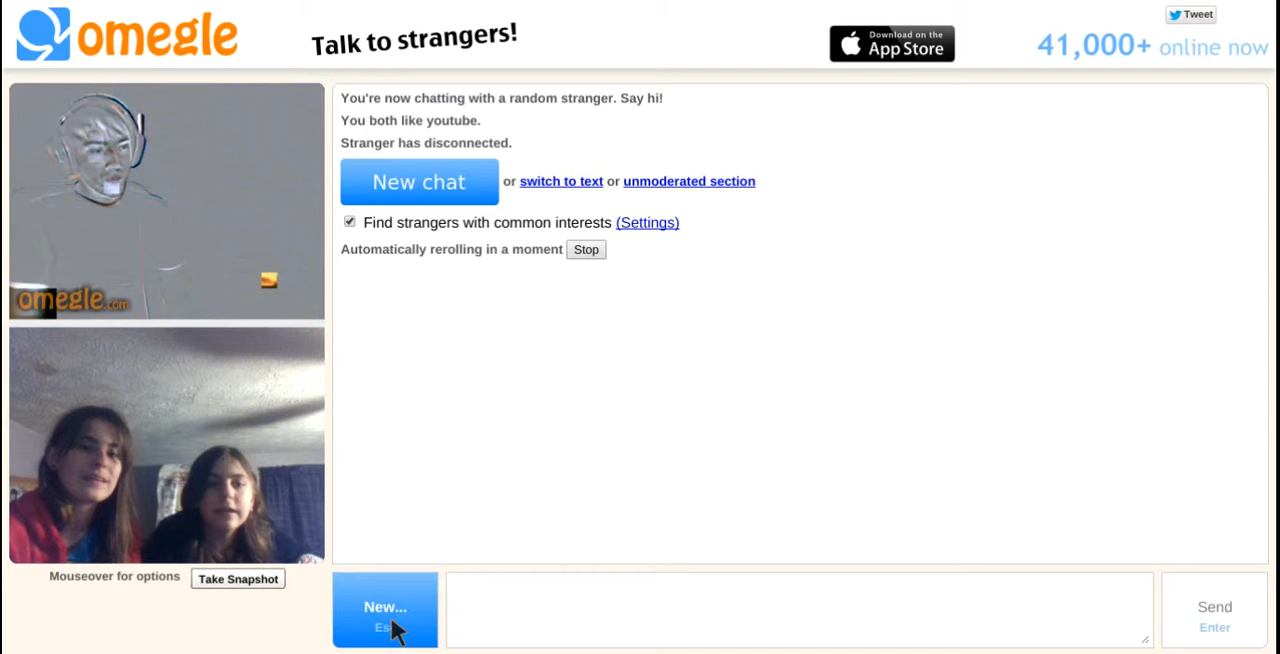 omegle
Talk to strangers!
Download on the
App Store
Tweet
41,000+ online now
You're now chatting with a random stranger. Say hi!
You both like youtube.
Stranger has disconnected.
New chat or switch to text or unmoderated section
Find strangers with common interests (Settings)
Automatically rerolling in a moment Stop
omegle.com
Mouseover for options Take Snapshot
New...
Send
Enter